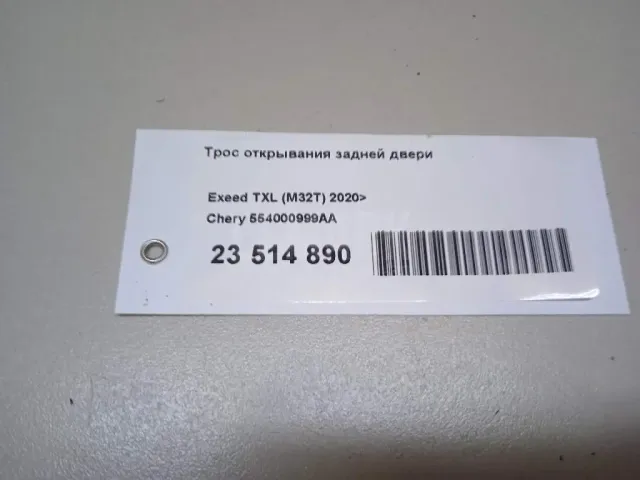 Трос открывания задней двери
Exeed TXL (M32T) 2020>
Chery 554000999AA
23 514 890